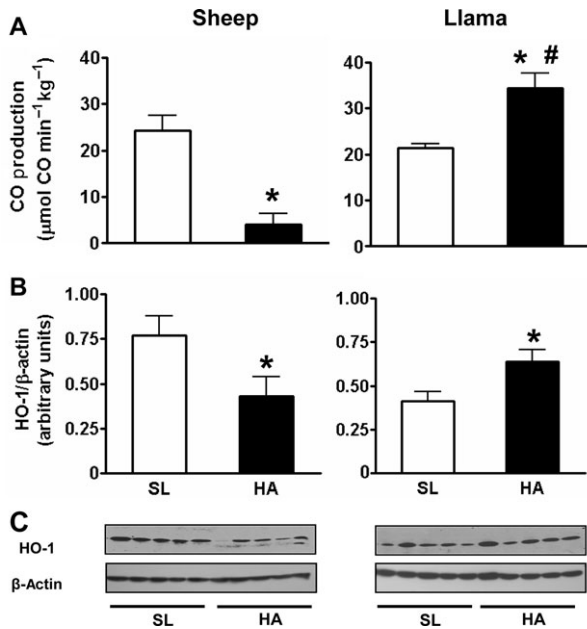 Sheep Llama
A
CO production
(μmol CO min⁻¹ kg⁻¹)
40
30
20
10
0
*
40
30
20
10
0
* #
B
HO-1/β-actin
(arbitrary units)
1.00
0.75
0.50
0.25
0
*
SL HA
1.00
0.75
0.50
0.25
0
*
SL HA
C
HO-1
β-Actin
SL HA SL HA